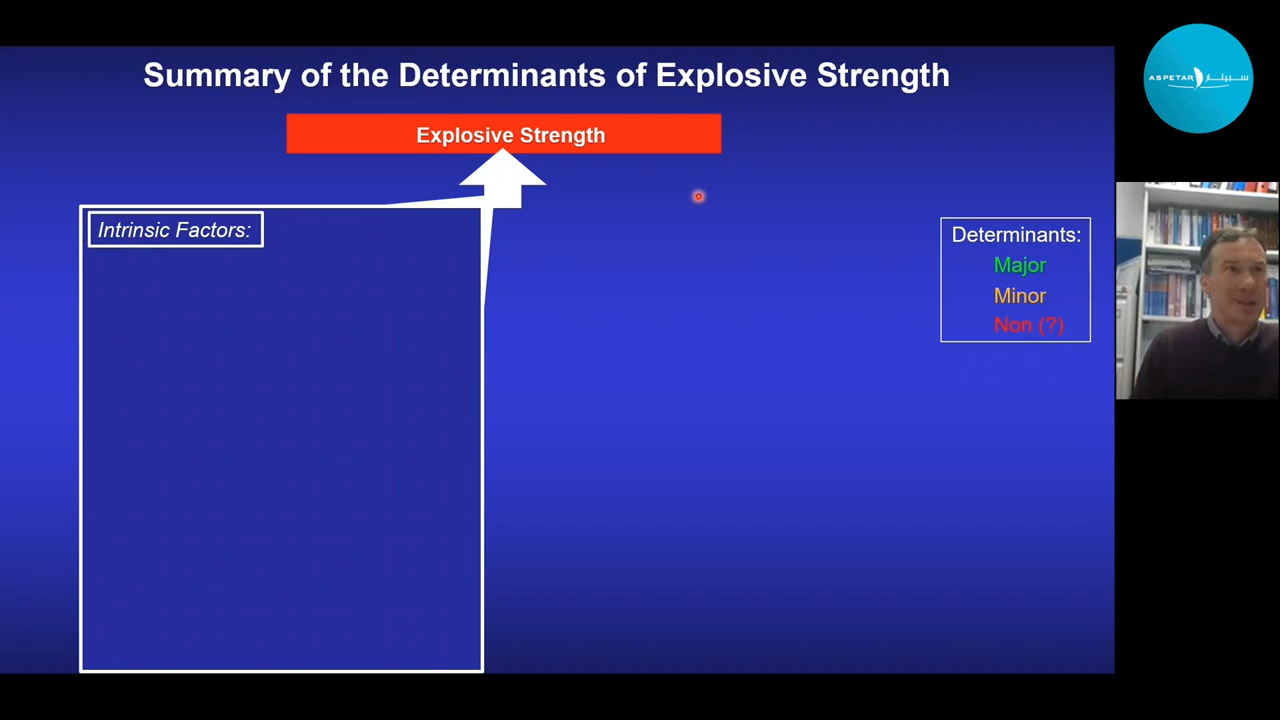 Summary of the Determinants of Explosive Strength
Explosive Strength
Intrinsic Factors:
Determinants:
Major
Minor
Non (?)
ASPETAR سبيتار